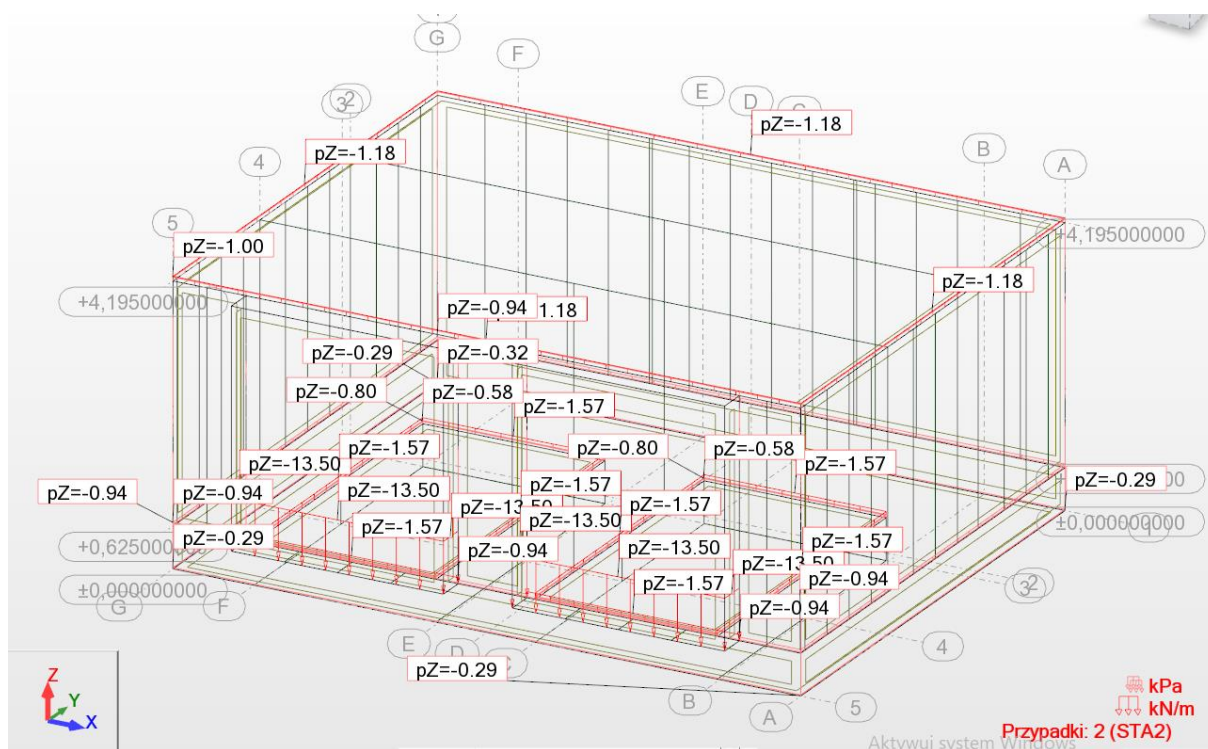 G
F
E
D
B
A
3
2
4
5
pZ=-1.18
pZ=-1.18
pZ=-1.00
+4,195000000
+4,195000000
pZ=-1.18
pZ=-0.94
1.18
pZ=-0.29
pZ=-0.32
pZ=-0.80
pZ=-0.58
pZ=-1.57
pZ=-1.57
pZ=-0.80
pZ=-0.58
pZ=-13.50
pZ=-1.57
pZ=-1.57
pZ=-0.29
pZ=-0.94
pZ=-0.94
pZ=-13.50
pZ=-13.50
pZ=-1.57
pZ=-13.50
pZ=-1.57
pZ=-0.29
+0,625000000
±0,000000000
±0,000000000
pZ=-0.94
pZ=-13.50
pZ=-1.57
pZ=-13.50
pZ=-0.94
pZ=-1.57
pZ=-0.94
G
F
E
D
B
A
3
2
4
5
pZ=-0.29
Z
Y
X
kPa
kN/m
Przypadki: 2 (STA2)
Aktywuj system Windows